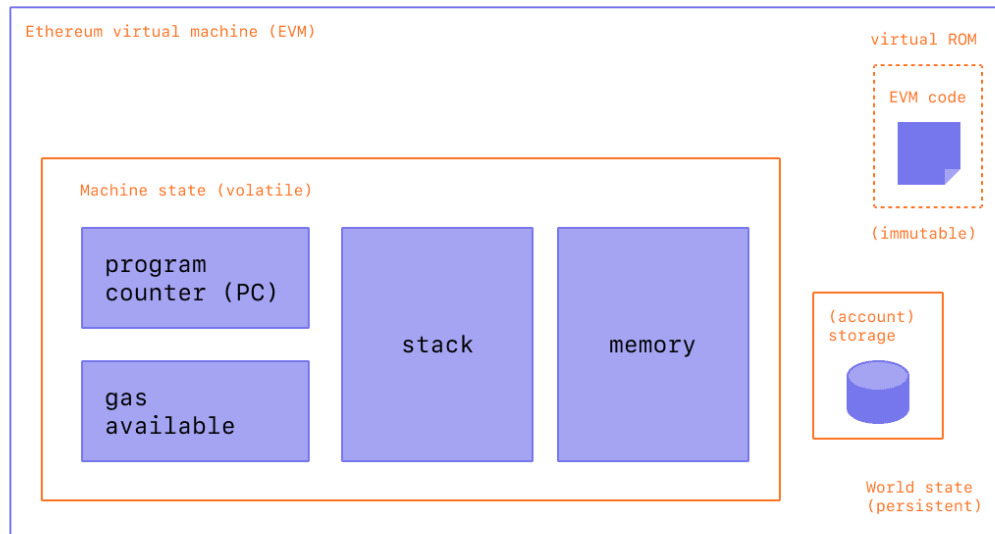 Ethereum virtual machine (EVM)
virtual ROM
EVM code
(immutable)
Machine state (volatile)
program
counter (PC)
gas
available
stack
memory
(account)
storage
World state
(persistent)